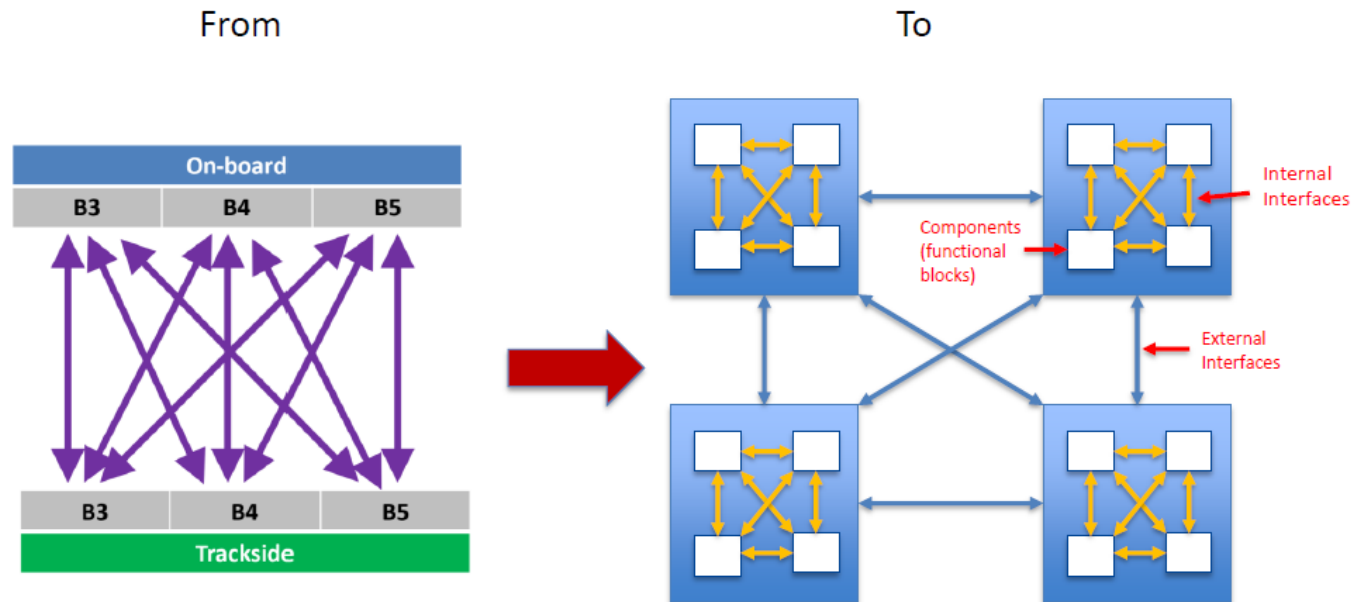 From
To
On-board
B3 B4 B5
B3 B4 B5
Trackside
Internal
Interfaces
Components
(functional
blocks)
External
Interfaces